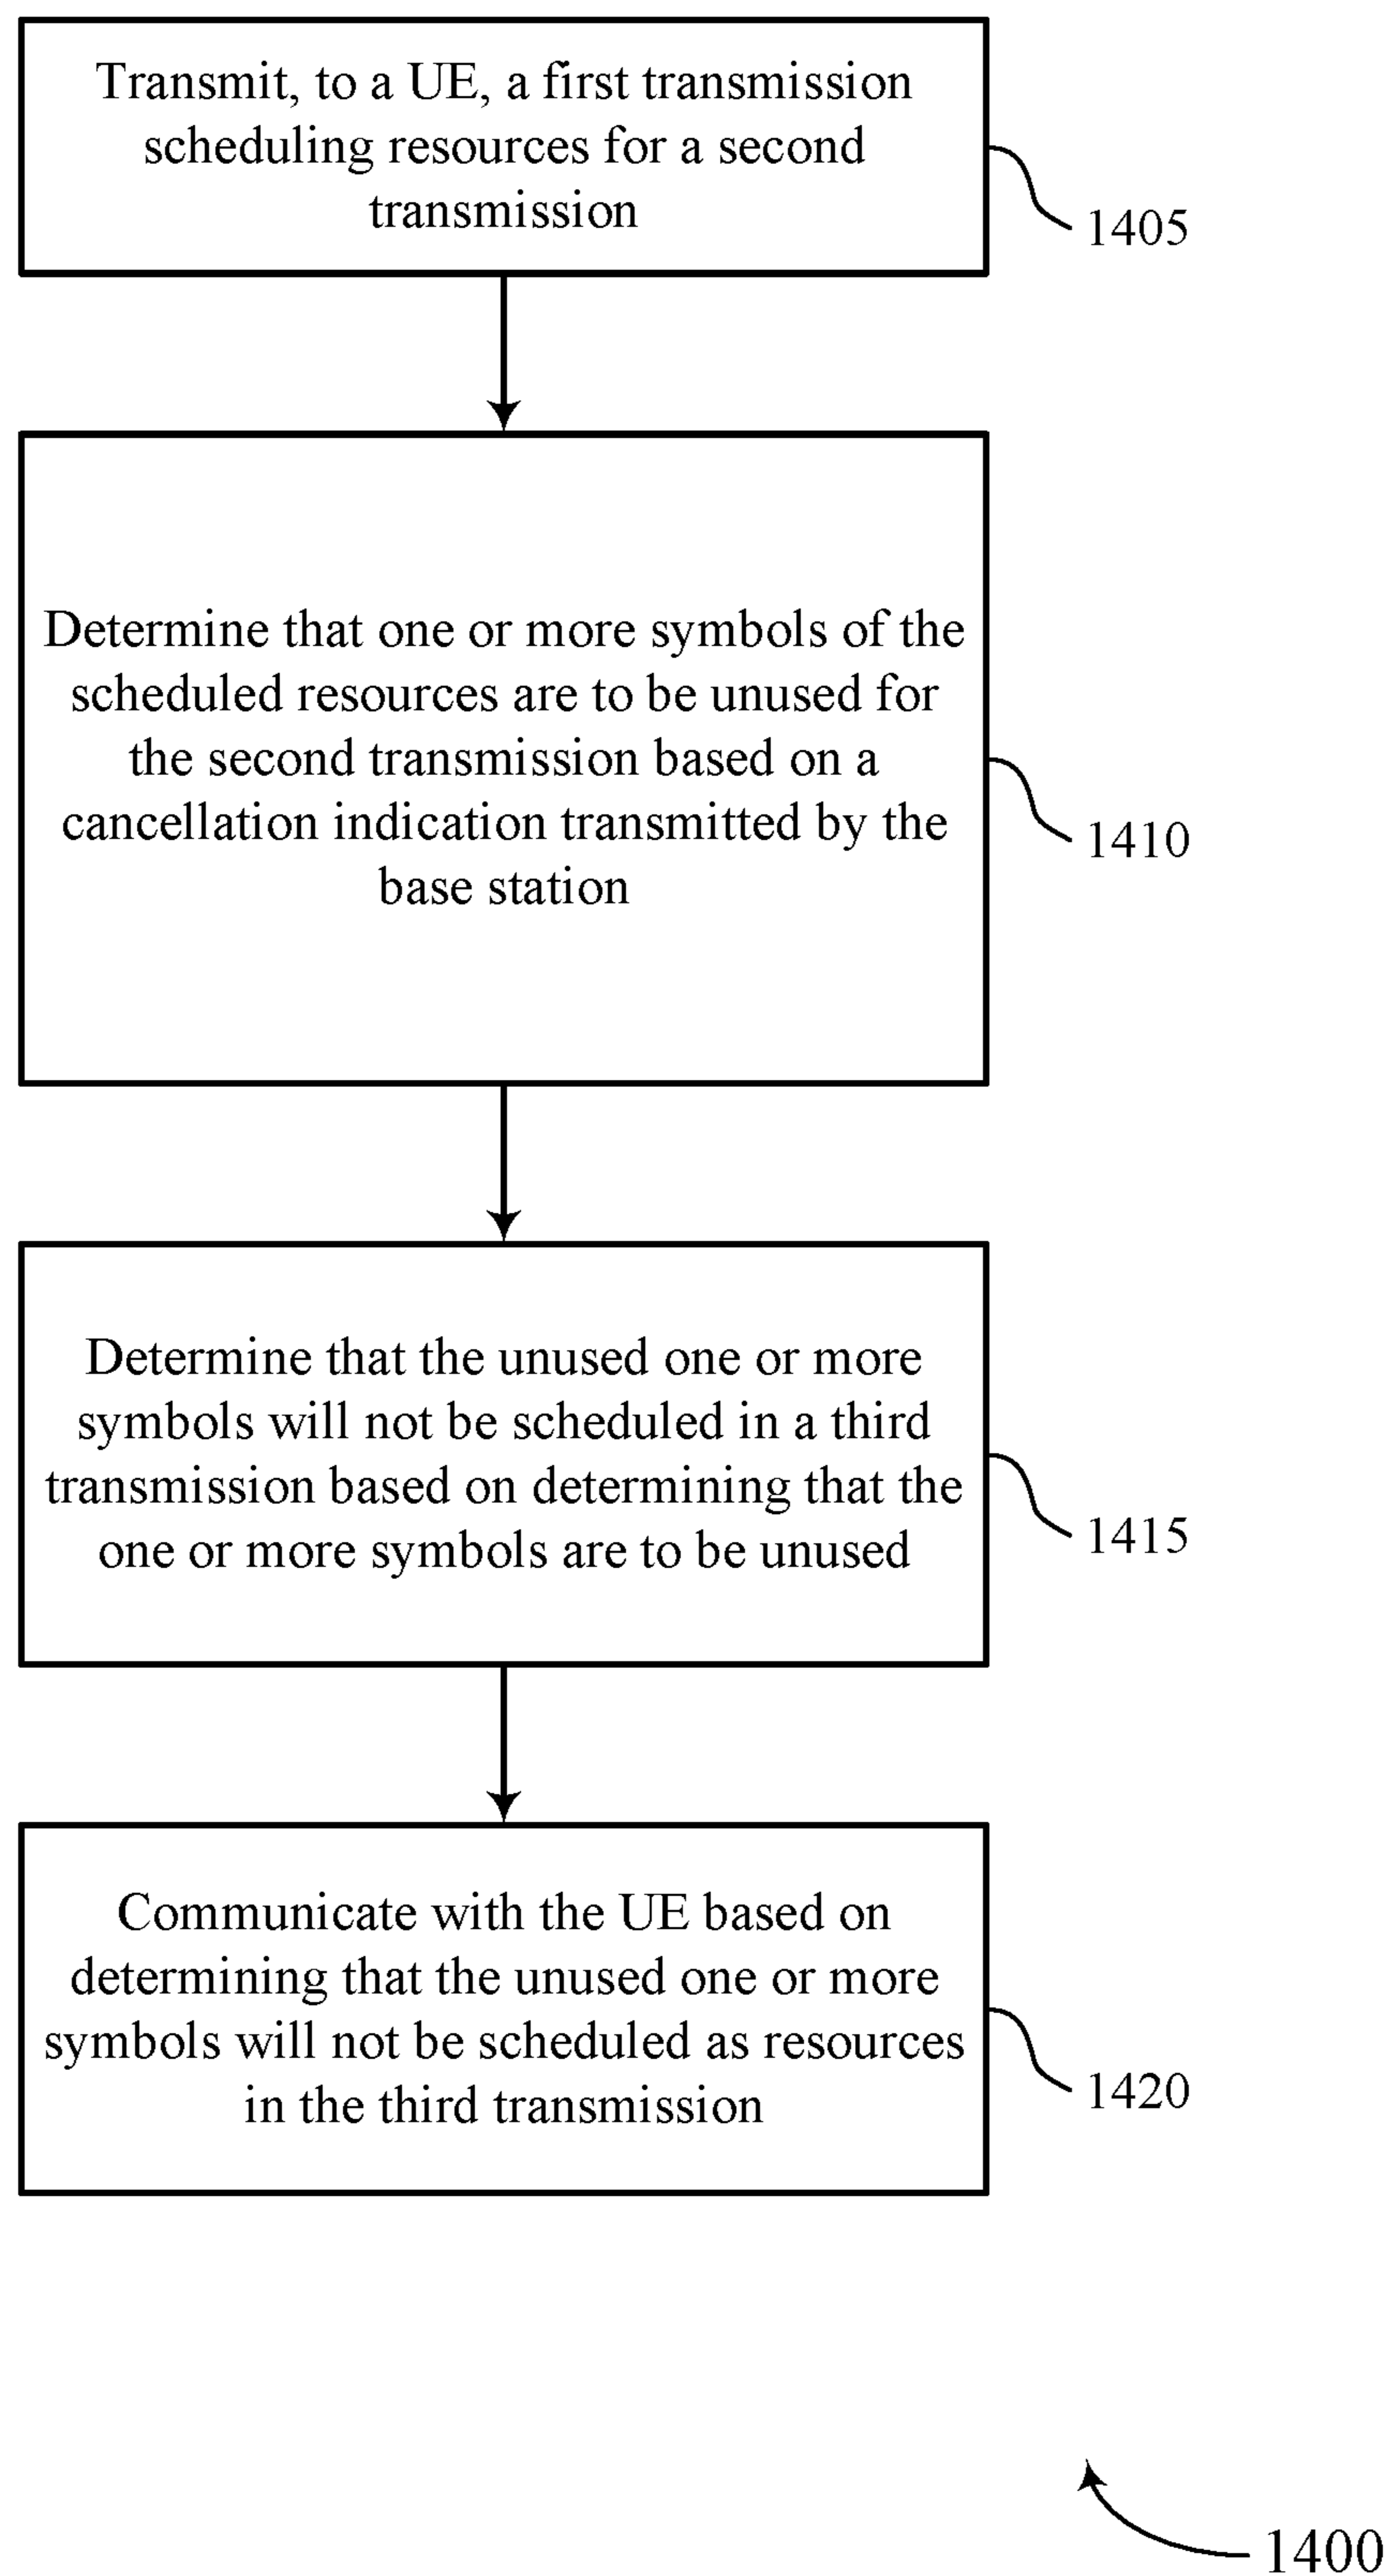 Transmit, to a UE, a first transmission
scheduling resources for a second
transmission
1405
Determine that one or more symbols of the
scheduled resources are to be unused for
the second transmission based on a
cancellation indication transmitted by the
base station
1410
Determine that the unused one or more
symbols will not be scheduled in a third
transmission based on determining that the
one or more symbols are to be unused
1415
Communicate with the UE based on
determining that the unused one or more
symbols will not be scheduled as resources
in the third transmission
1420
1400